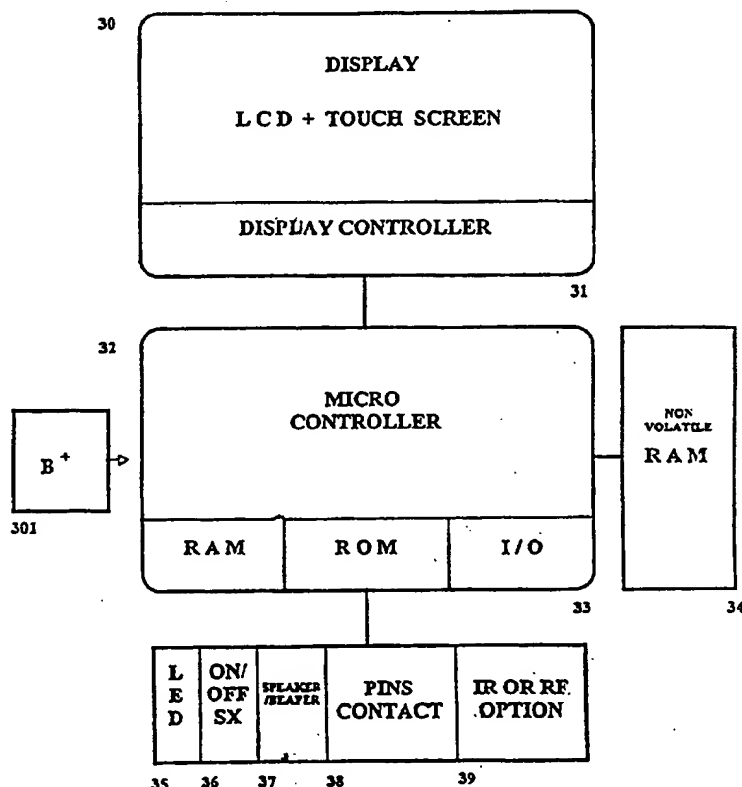 30
DISPLAY
LCD + TOUCH SCREEN
DISPLAY CONTROLLER
31
32
MICRO
CONTROLLER
NON
VOLATILE
RAM
B+
301
RAM ROM I/O
33
34
LED
ON/
OFF
SX
SPEAKER
/BEAPER
PINS
CONTACT
IR OR RF
OPTION
35 36 37 38 39